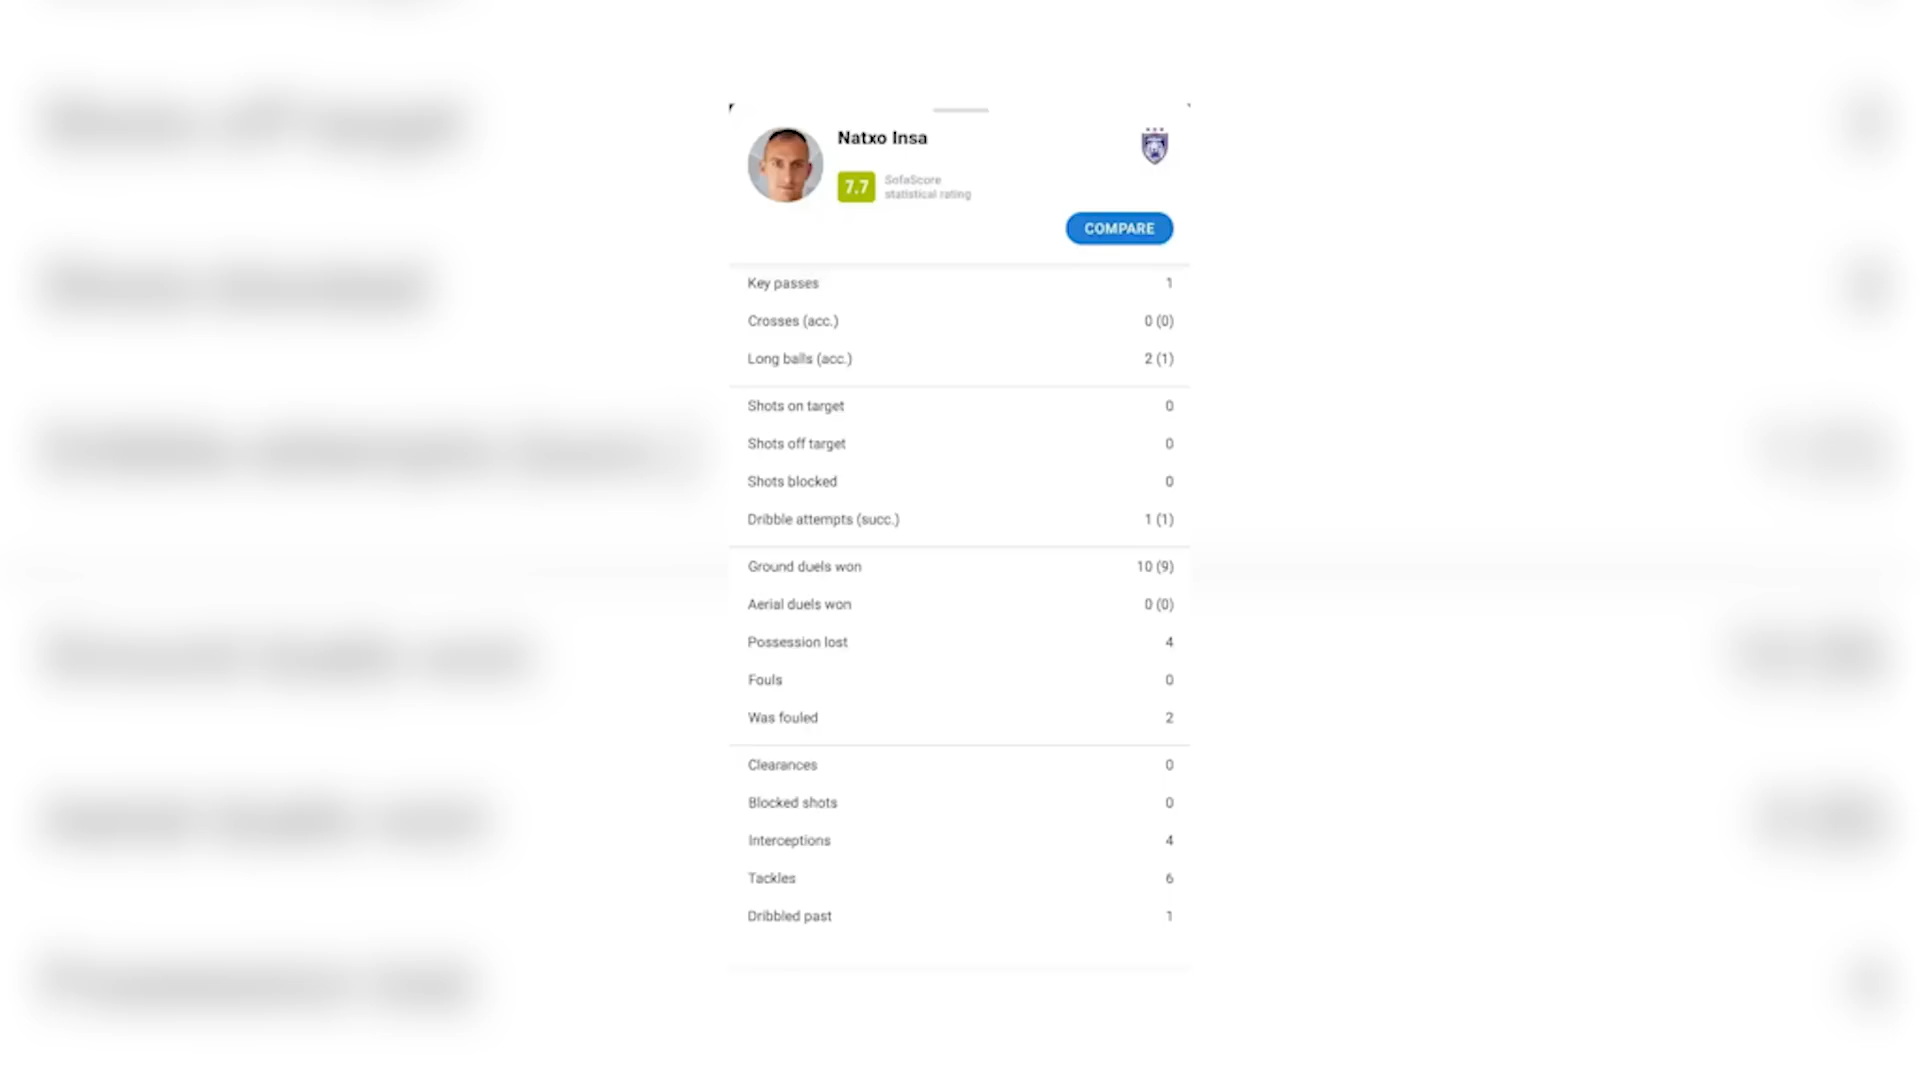 Natxo Insa
7.7
SofaScore
statistical rating
COMPARE
Key passes 1
Crosses (acc.) 0 (0)
Long balls (acc.) 2 (1)
Shots on target 0
Shots off target 0
Shots blocked 0
Dribble attempts (succ.) 1 (1)
Ground duels won 10 (9)
Aerial duels won 0 (0)
Possession lost 4
Fouls 0
Was fouled 2
Clearances 0
Blocked shots 0
Interceptions 4
Tackles 6
Dribbled past 1